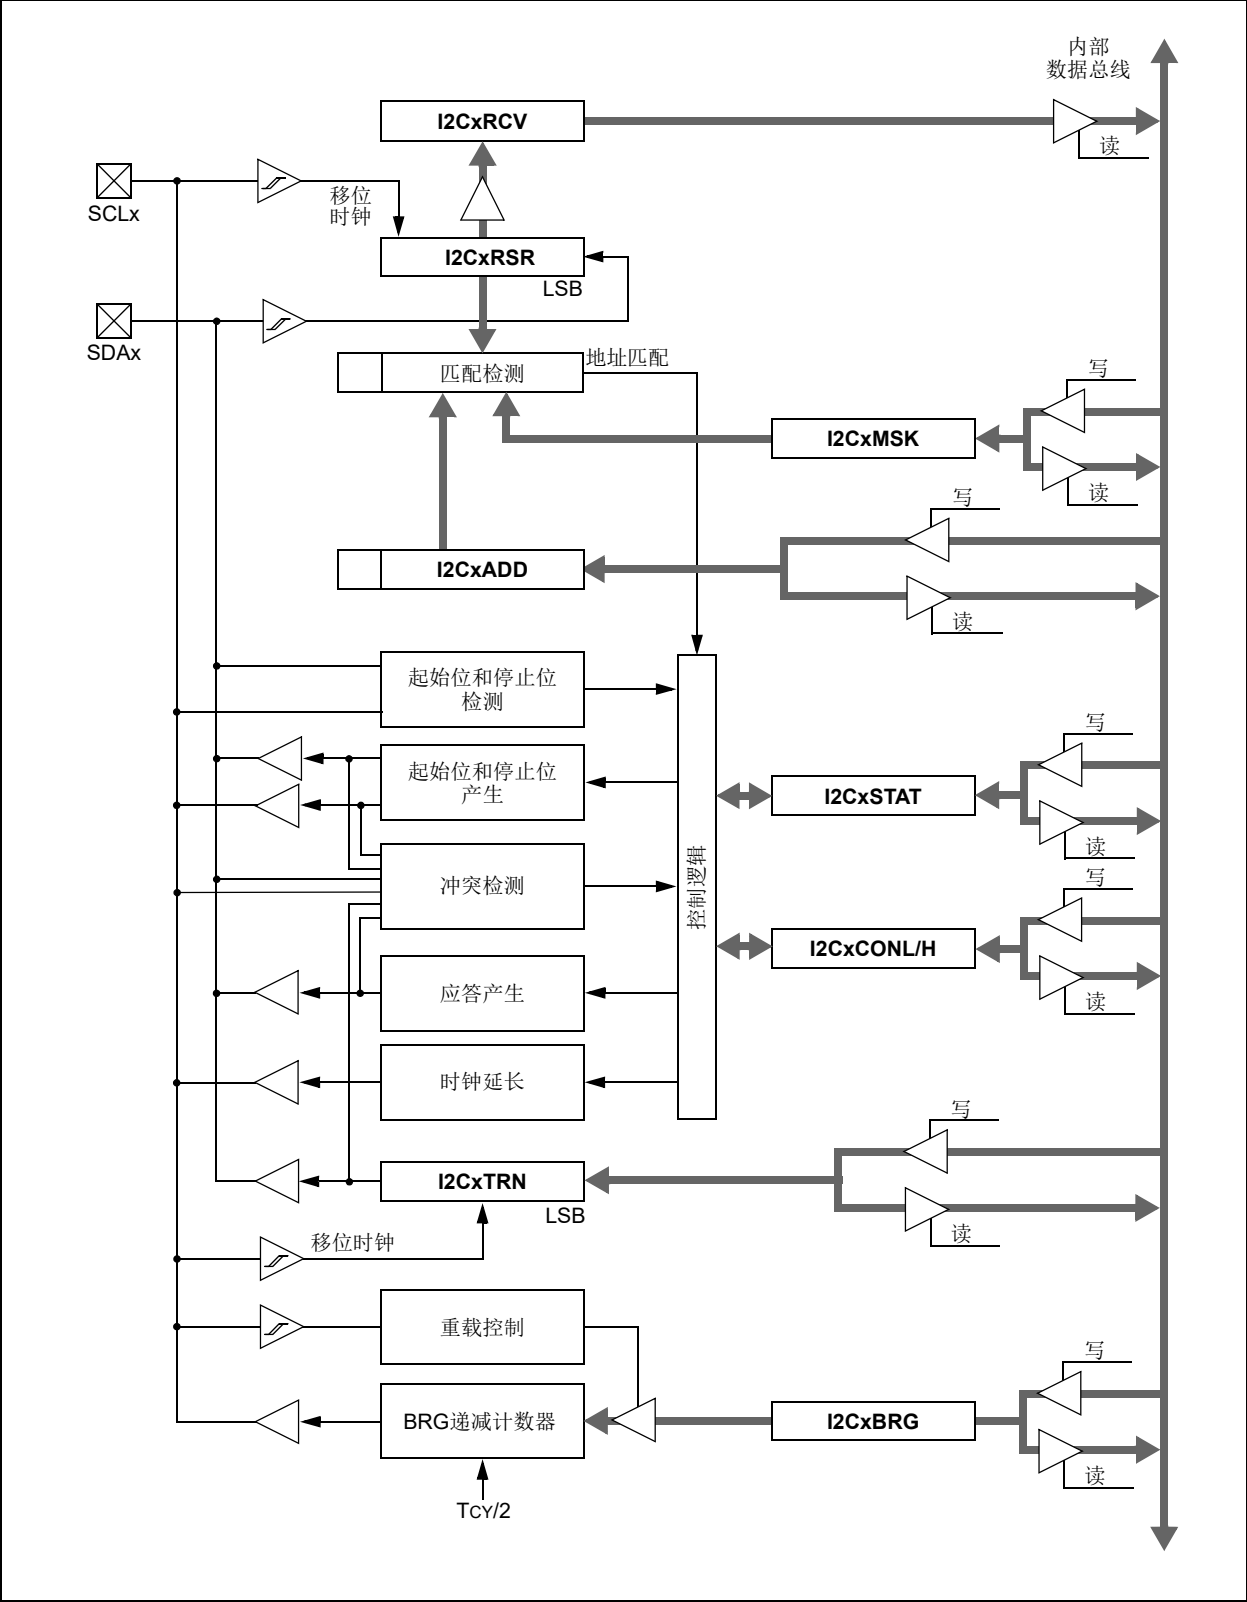 内部
数据总线
I2CxRCV
读
SCLx
移位
时钟
I2CxRSR
LSB
SDAx
地址匹配
匹配检测
写
I2CxMSK
读
写
I2CxADD
读
起始位和停止位
检测
写
起始位和停止位
产生
I2CxSTAT
读
控制逻辑
冲突检测
写
I2CxCONL/H
应答产生
读
时钟延长
写
I2CxTRN
LSB
读
移位时钟
重载控制
写
BRG递减计数器
I2CxBRG
读
TCY/2